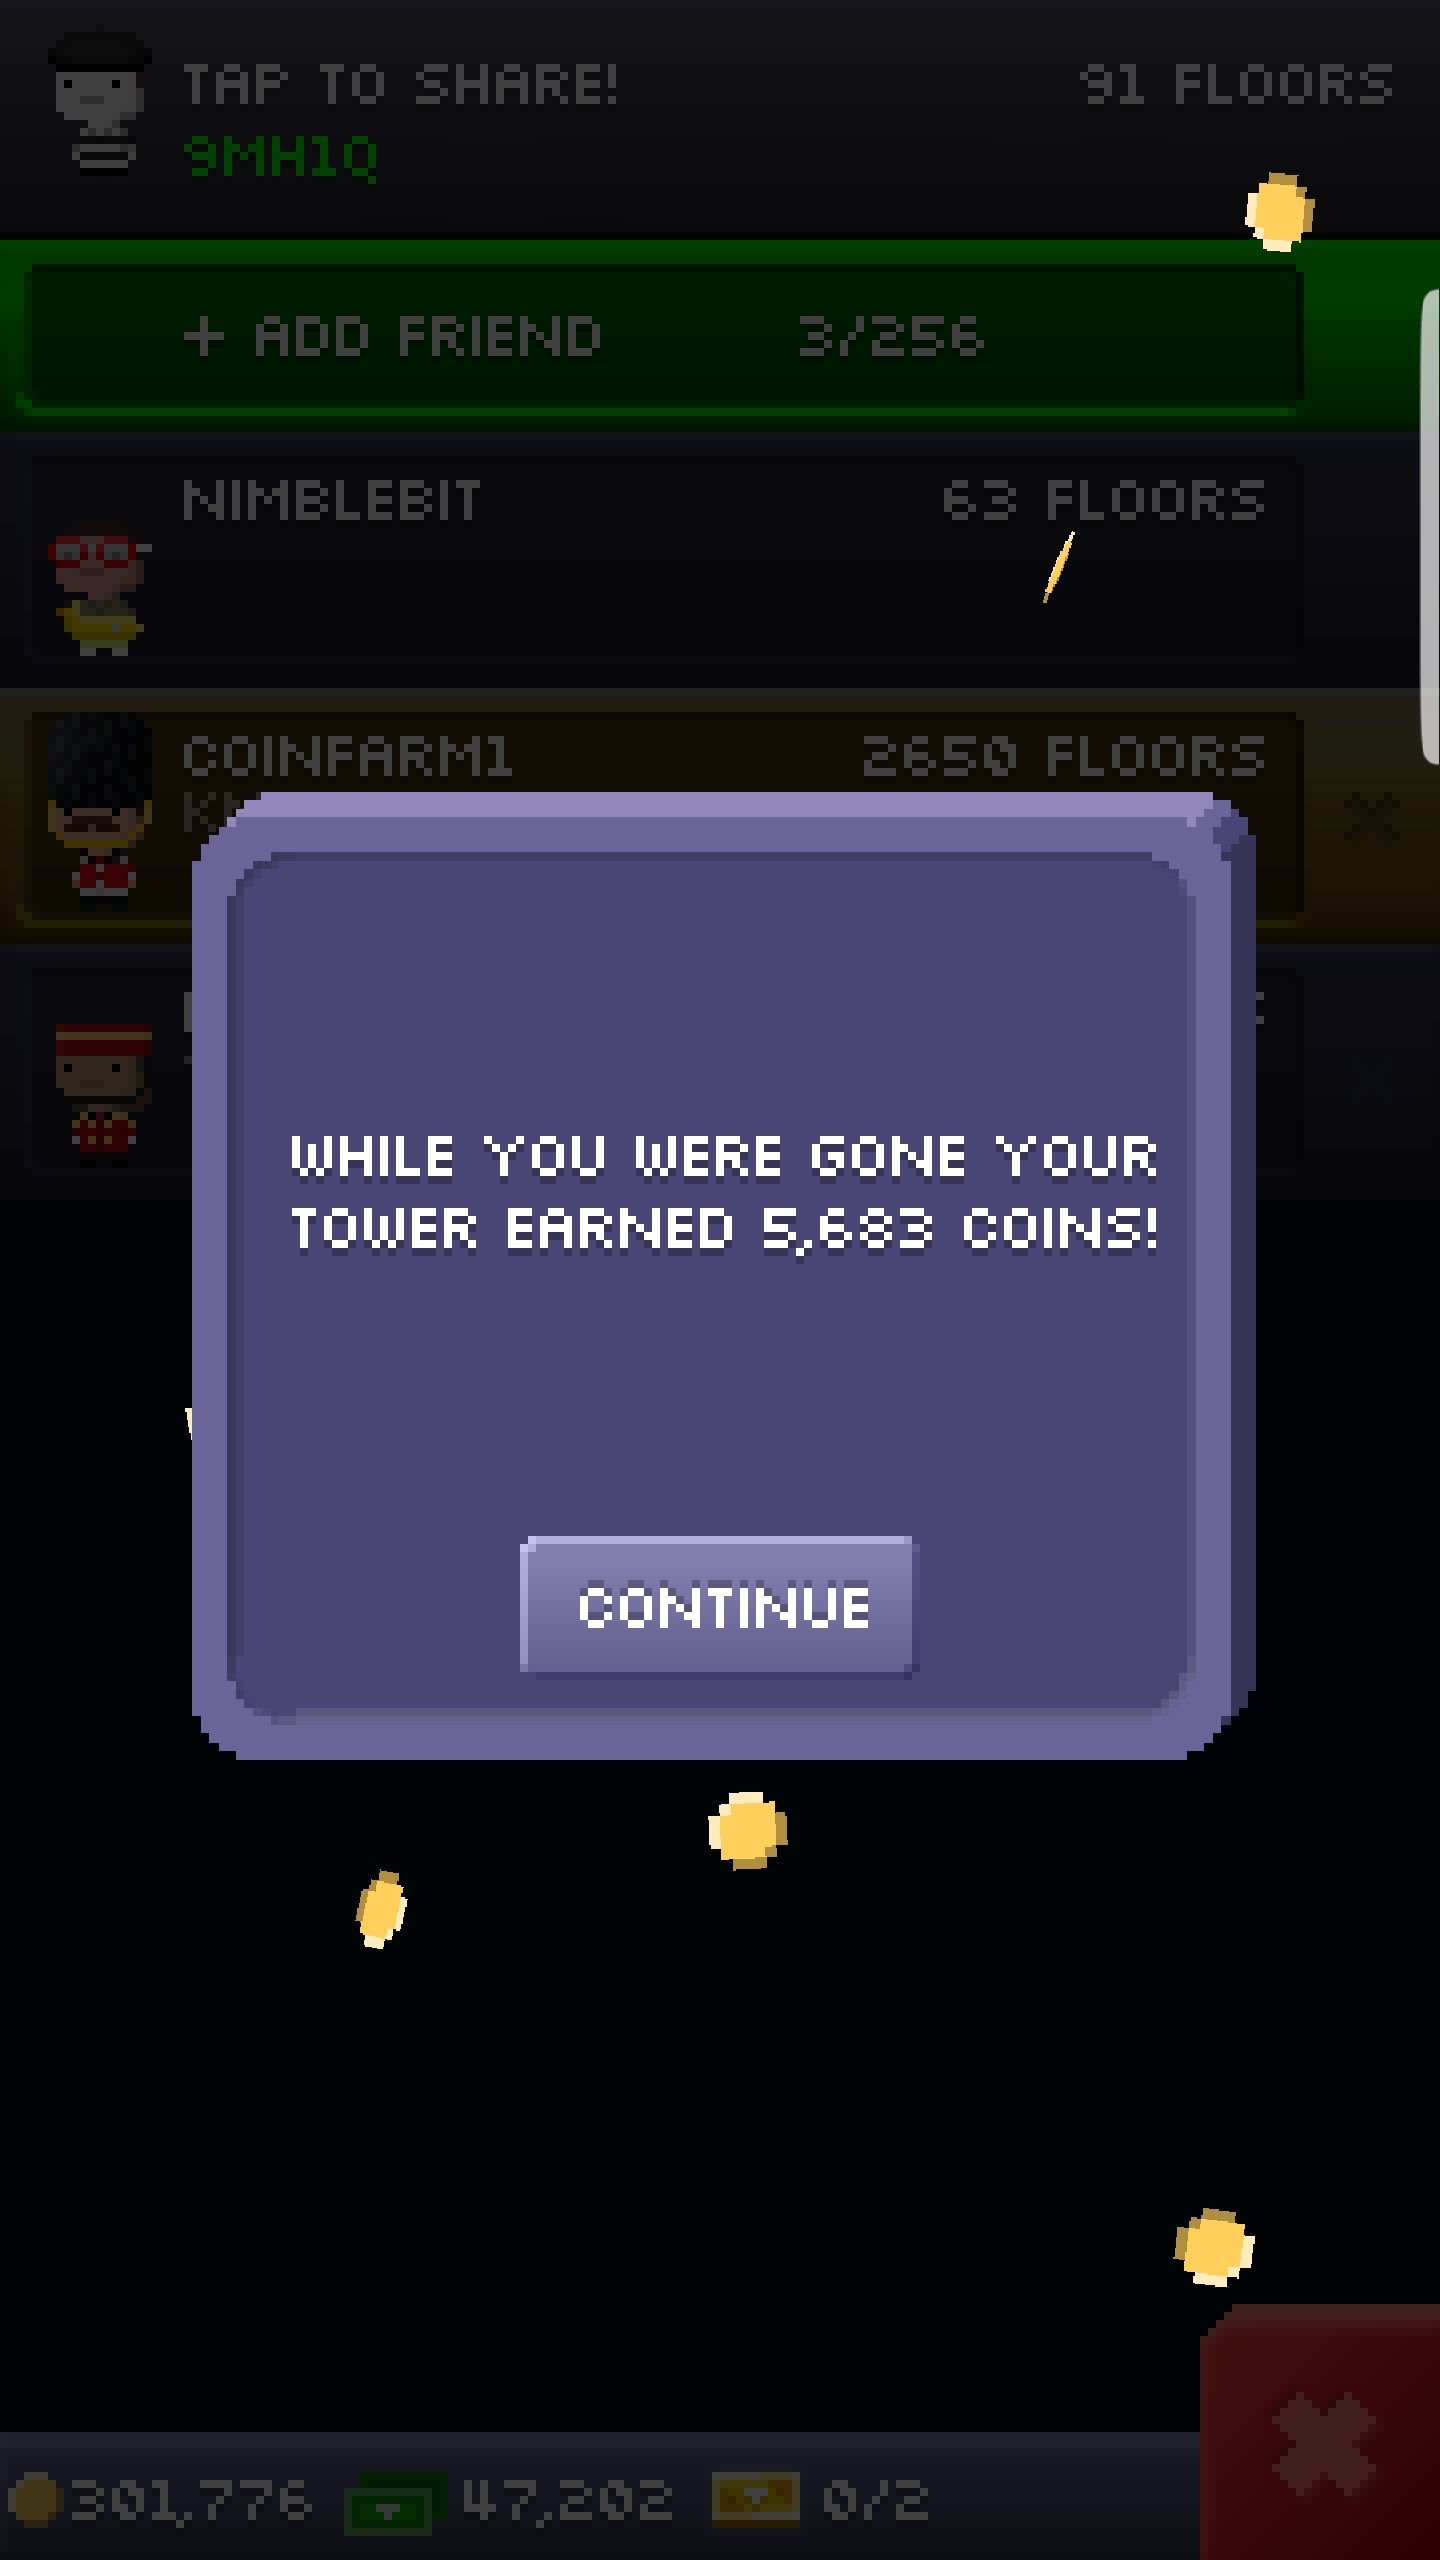 TAP TO SHARE! 91 FLOORS
9MH1Q
+ ADD FRIEND 3/256
NIMBLEBIT 63 FLOORS
COINFARM1 2650 FLOORS
WHILE YOU WERE GONE YOUR
TOWER EARNED 5,683 COINS!
CONTINUE
301,776 47,202 0/2